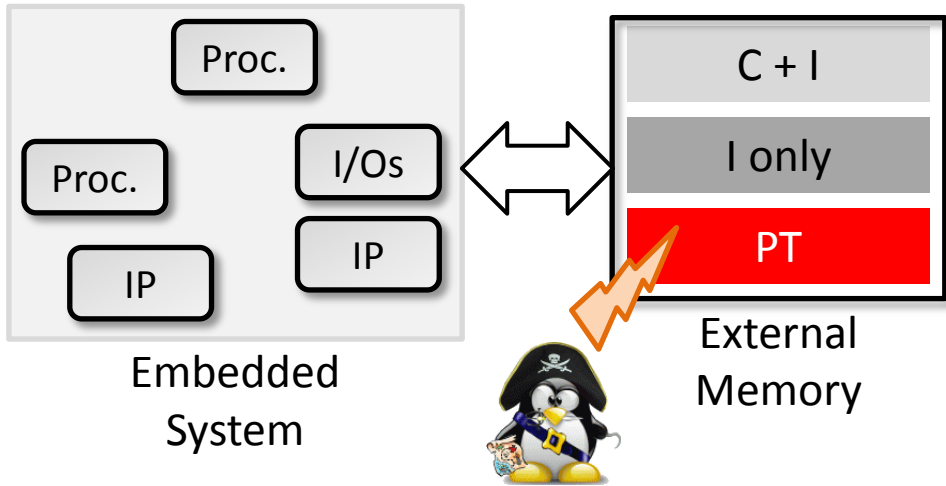 Proc.
Proc.
I/Os
IP
IP
Embedded
System
C + I
I only
PT
External
Memory